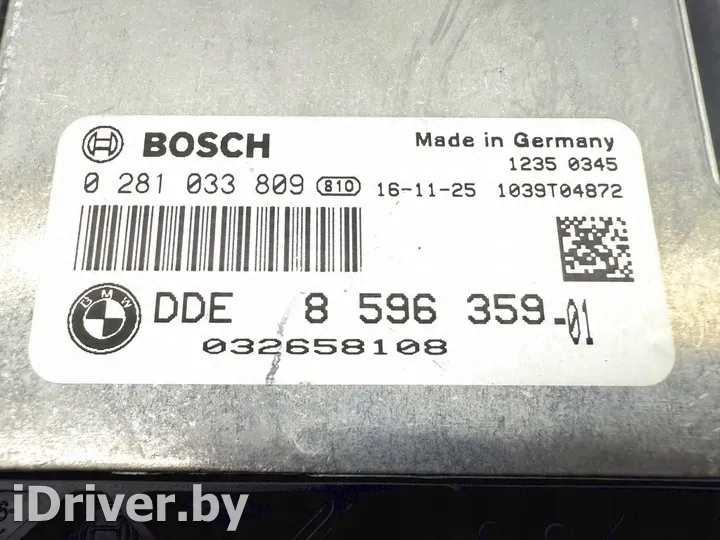 BOSCH
Made in Germany
1235 0345
0 281 033 809 810 16-11-25 1039T04872
BMW
DDE 8 596 359-01
032658108
iDriver.by